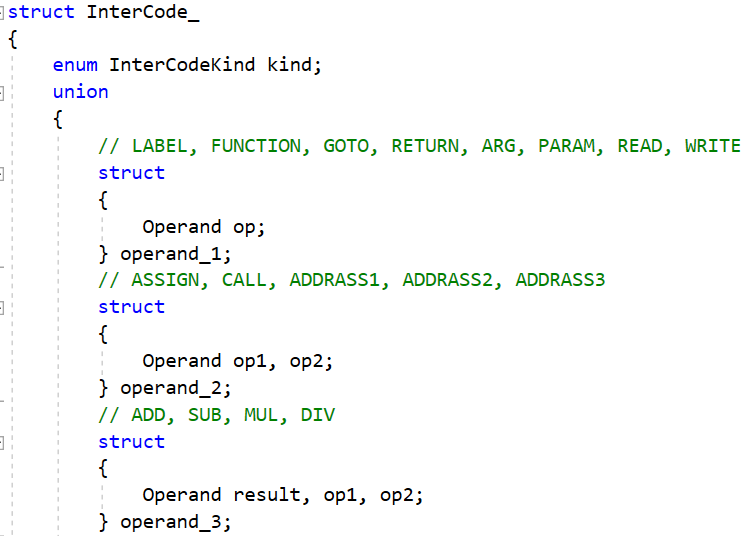 struct InterCode_
{
    enum InterCodeKind kind;
    union
    {
        // LABEL, FUNCTION, GOTO, RETURN, ARG, PARAM, READ, WRITE
        struct
        {
            Operand op;
        } operand_1;
        // ASSIGN, CALL, ADDRASS1, ADDRASS2, ADDRASS3
        struct
        {
            Operand op1, op2;
        } operand_2;
        // ADD, SUB, MUL, DIV
        struct
        {
            Operand result, op1, op2;
        } operand_3;